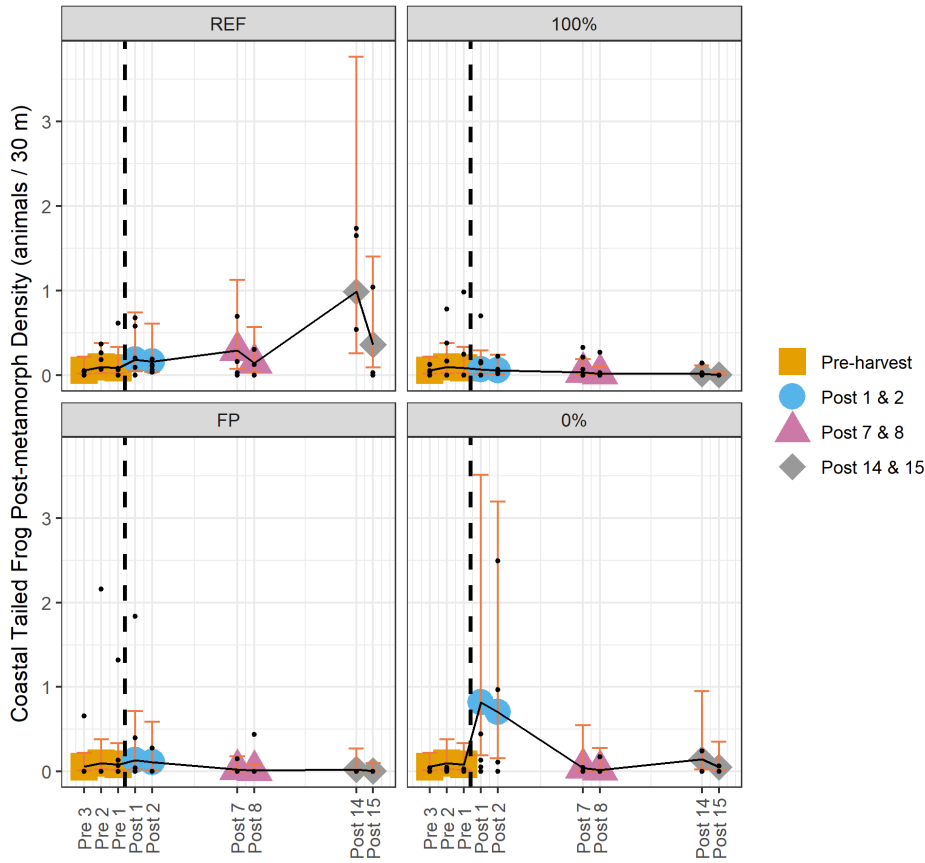 REF
100%
3
2
1
0
FP
0%
3
2
1
0
Coastal Tailed Frog Post-metamorph Density (animals / 30 m)
Pre 3
Pre 2
Pre 1
Post 1
Post 2
Post 7
Post 8
Post 14
Post 15
Pre 3
Pre 2
Pre 1
Post 1
Post 2
Post 7
Post 8
Post 14
Post 15
Pre-harvest
Post 1 & 2
Post 7 & 8
Post 14 & 15